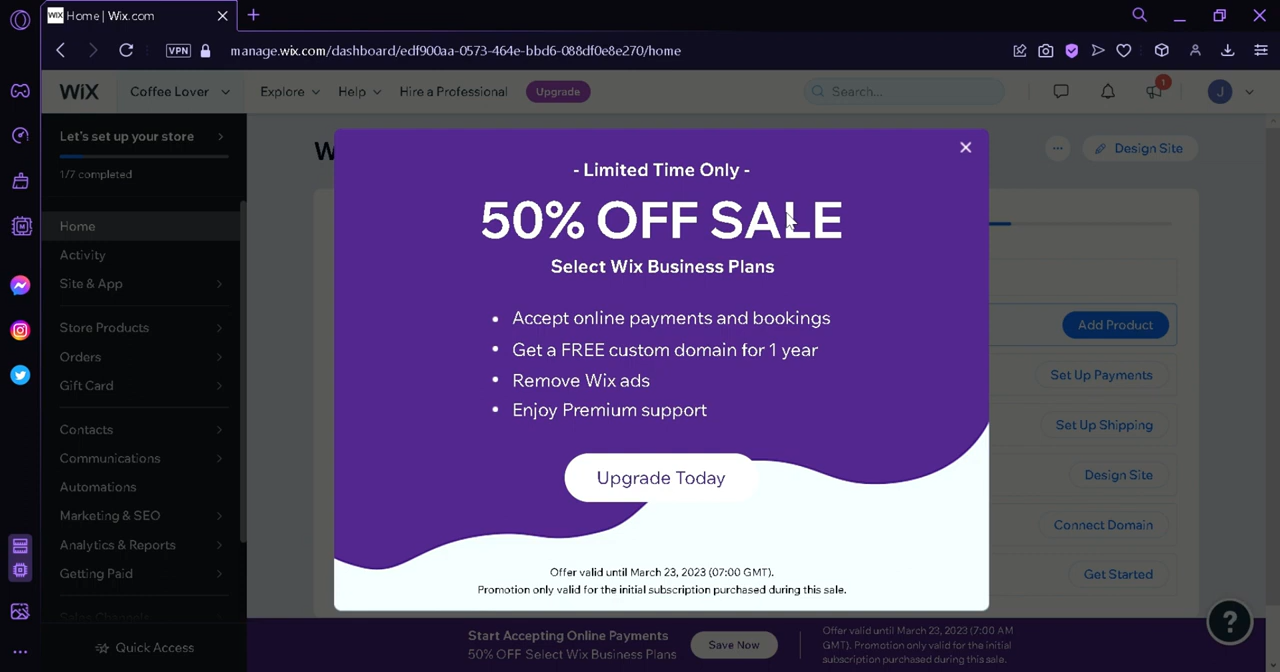 WIX Home | Wix.com
VPN manage.wix.com/dashboard/edf900aa-0573-464e-bbd6-088df0e8e270/home
WIX Coffee Lover Explore Help Hire a Professional Upgrade Search... 1 J
Let's set up your store
1/7 completed
Home
Activity
Site & App
Store Products
Orders
Gift Card
Contacts
Communications
Automations
Marketing & SEO
Analytics & Reports
Getting Paid
Sales Channels
Quick Access
W
Design Site
- Limited Time Only -
50% OFF SALE
Select Wix Business Plans
• Accept online payments and bookings
• Get a FREE custom domain for 1 year
• Remove Wix ads
• Enjoy Premium support
Upgrade Today
Offer valid until March 23, 2023 (07:00 GMT).
Promotion only valid for the initial subscription purchased during this sale.
Add Product
Set Up Payments
Set Up Shipping
Design Site
Connect Domain
Get Started
Start Accepting Online Payments
50% OFF Select Wix Business Plans
Save Now
Offer valid until March 23, 2023 (7:00 AM
GMT). Promotion only valid for the initial
subscription purchased during this sale.
?